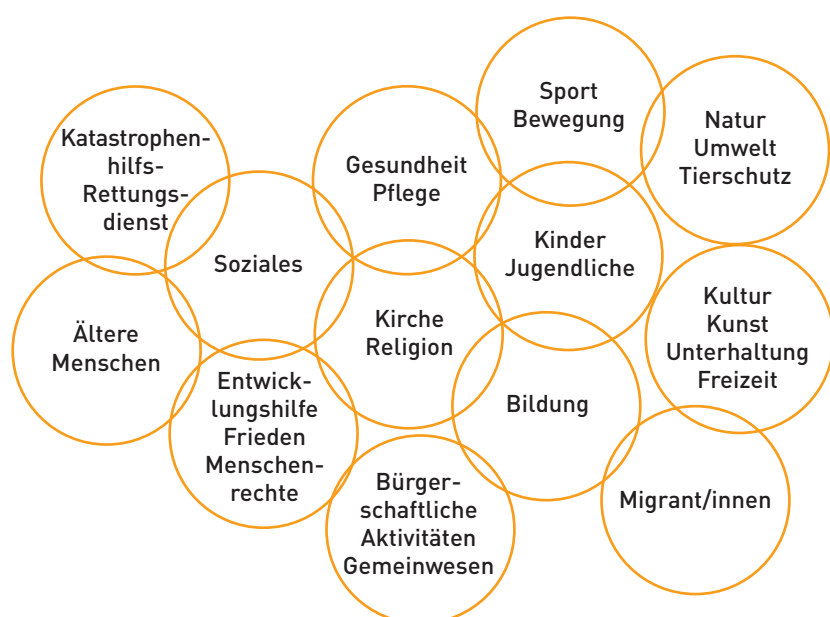 Sport
Bewegung
Natur
Umwelt
Tierschutz
Katastrophen-
hilfs-
Rettungs-
dienst
Gesundheit
Pflege
Soziales
Kinder
Jugendliche
Kultur
Kunst
Unterhaltung
Freizeit
Ältere
Menschen
Kirche
Religion
Entwick-
lungshilfe
Frieden
Menschen-
rechte
Bildung
Bürger-
schaftliche
Aktivitäten
Gemeinwesen
Migrant/innen